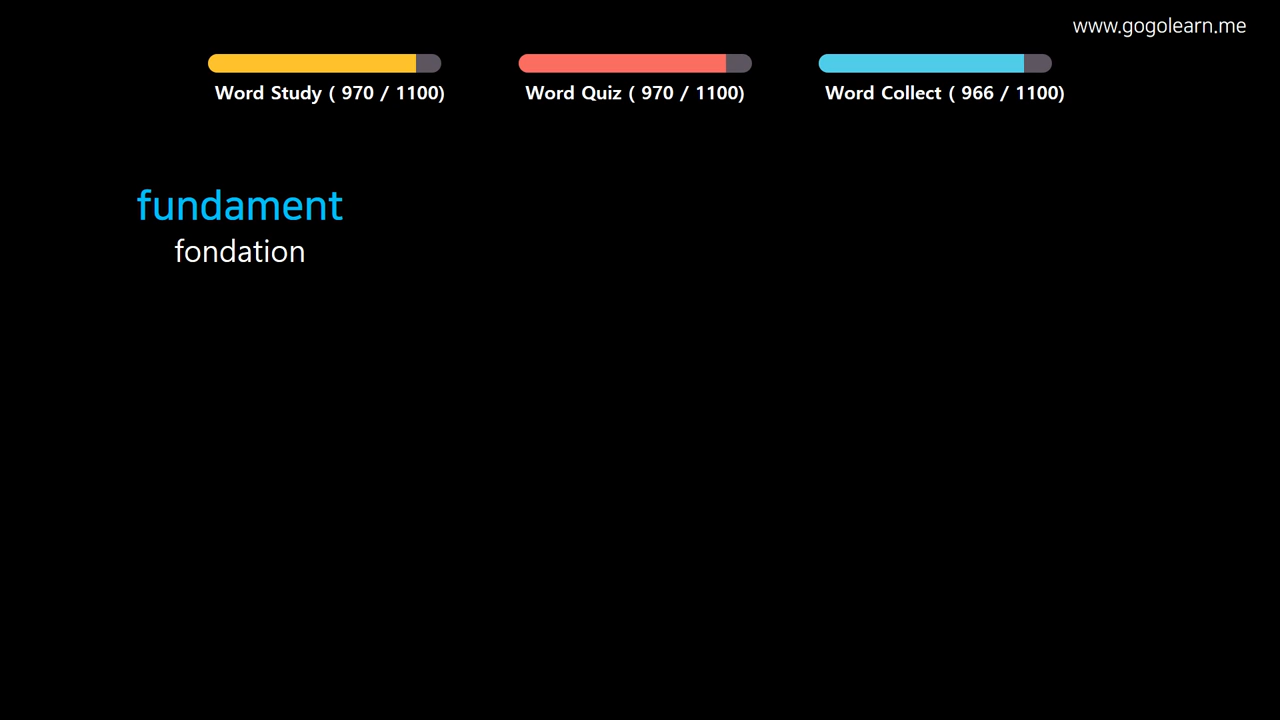 www.gogolearn.me
Word Study ( 970 / 1100)
Word Quiz ( 970 / 1100)
Word Collect ( 966 / 1100)
fundament
fondation